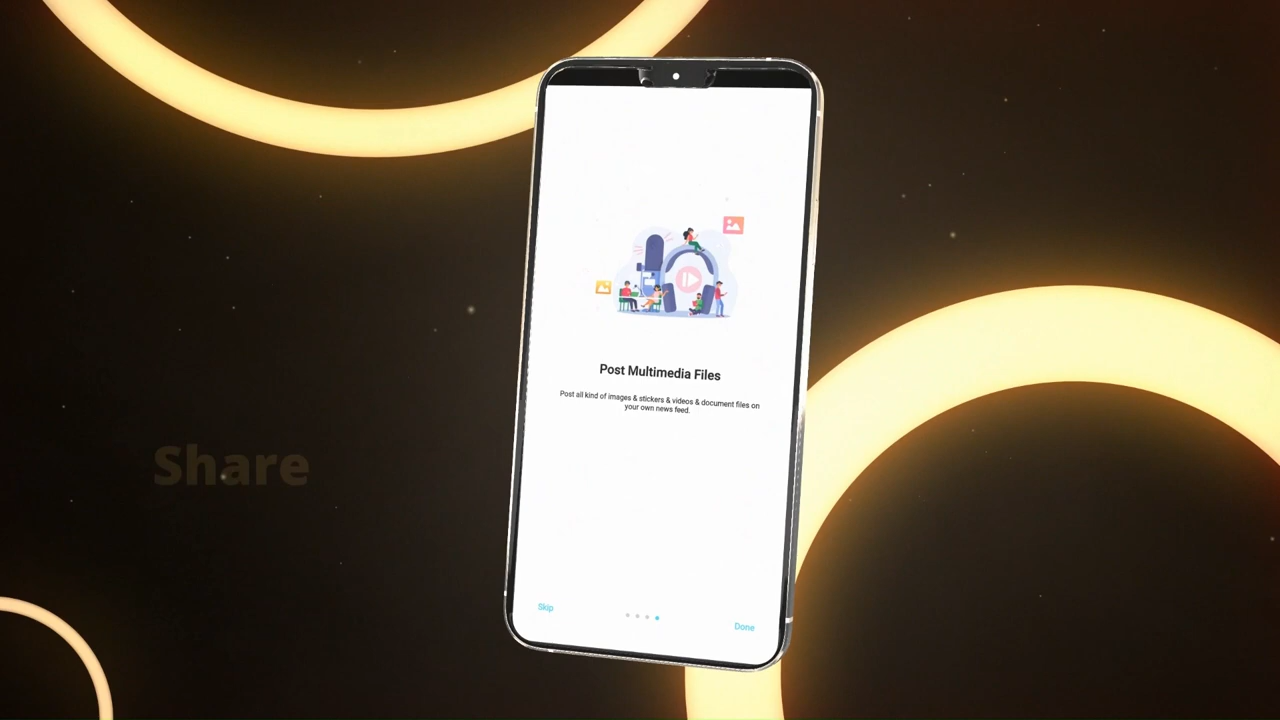 Post Multimedia Files
Post all kind of images & stickers & videos & document files on
your own news feed.
Share
Skip
Done